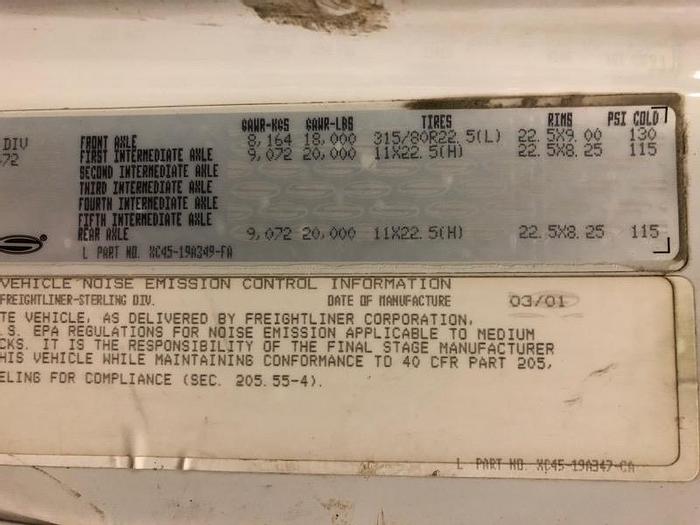 GAWR-KGS GAWR-LBS TIRES RIMS PSI COLD
DIV FRONT AXLE 8,164 18,000 315/80R22.5(L) 22.5X9.00 130
672 FIRST INTERMEDIATE AXLE 9,072 20,000 11X22.5(H) 22.5X8.25 115
SECOND INTERMEDIATE AXLE
THIRD INTERMEDIATE AXLE
FOURTH INTERMEDIATE AXLE
FIFTH INTERMEDIATE AXLE
REAR AXLE 9,072 20,000 11X22.5(H) 22.5X8.25 115
L PART NO. XC45-19A349-FA
VEHICLE NOISE EMISSION CONTROL INFORMATION
FREIGHTLINER-STERLING DIV. DATE OF MANUFACTURE 03/01
TE VEHICLE, AS DELIVERED BY FREIGHTLINER CORPORATION,
.S. EPA REGULATIONS FOR NOISE EMISSION APPLICABLE TO MEDIUM
CKS. IT IS THE RESPONSIBILITY OF THE FINAL STAGE MANUFACTURER
HIS VEHICLE WHILE MAINTAINING CONFORMANCE TO 40 CFR PART 205,
ELING FOR COMPLIANCE (SEC. 205.55-4).
L PART NO. XC45-19A347-CA